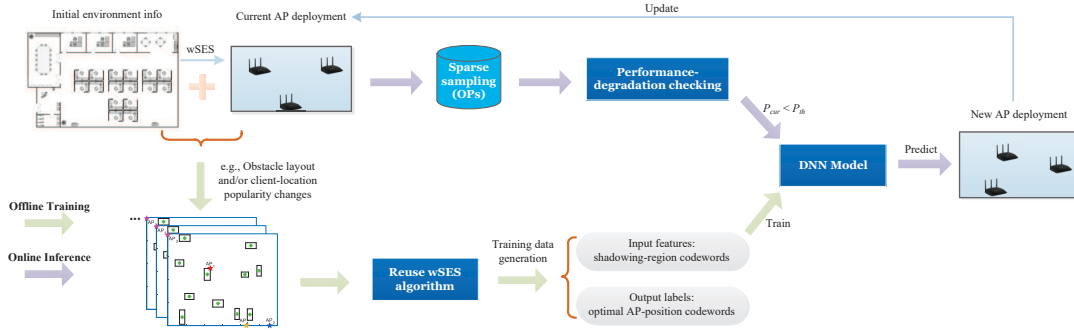 Initial environment info
Current AP deployment
Update
wSES
Sparse
sampling
(OPs)
Performance-
degradation checking
P_cur < P_th
New AP deployment
DNN Model
Predict
e.g., Obstacle layout
and/or client-location
popularity changes
Offline Training
Online Inference
...
Reuse wSES
algorithm
Training data
generation
Input features:
shadowing-region codewords
Output labels:
optimal AP-position codewords
Train